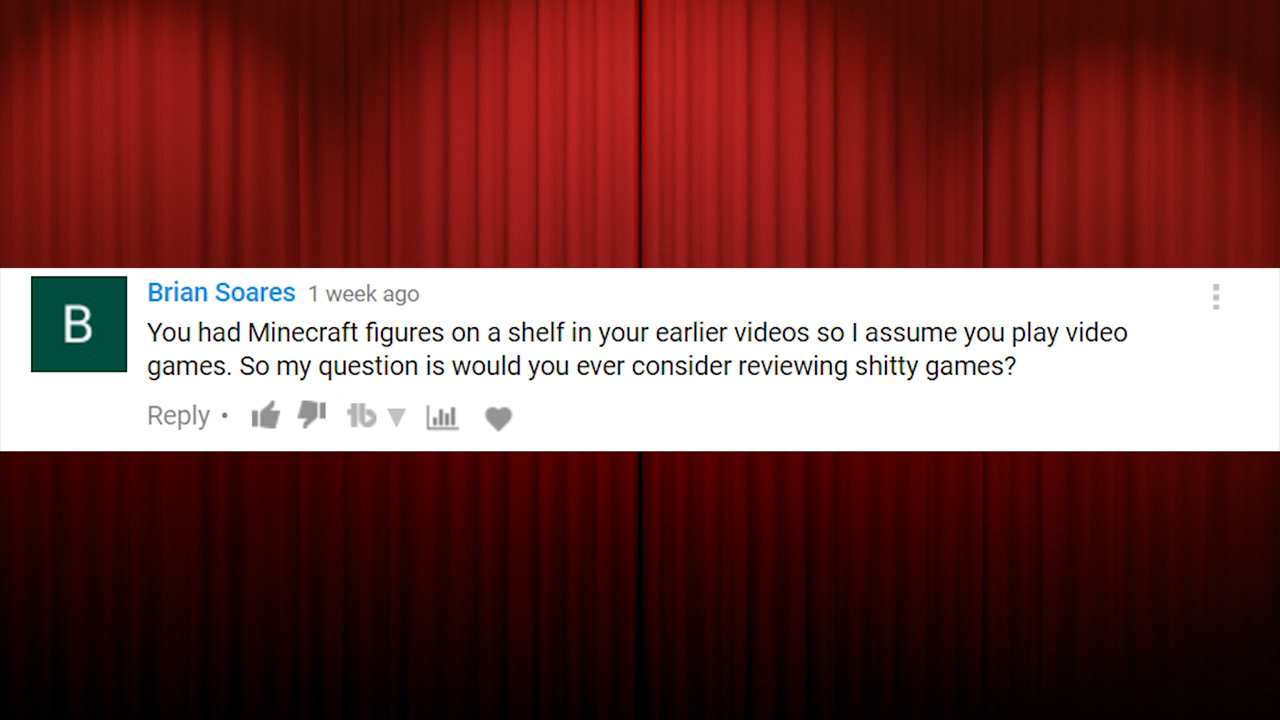 B
Brian Soares 1 week ago
You had Minecraft figures on a shelf in your earlier videos so I assume you play video
games. So my question is would you ever consider reviewing shitty games?
Reply •
tb